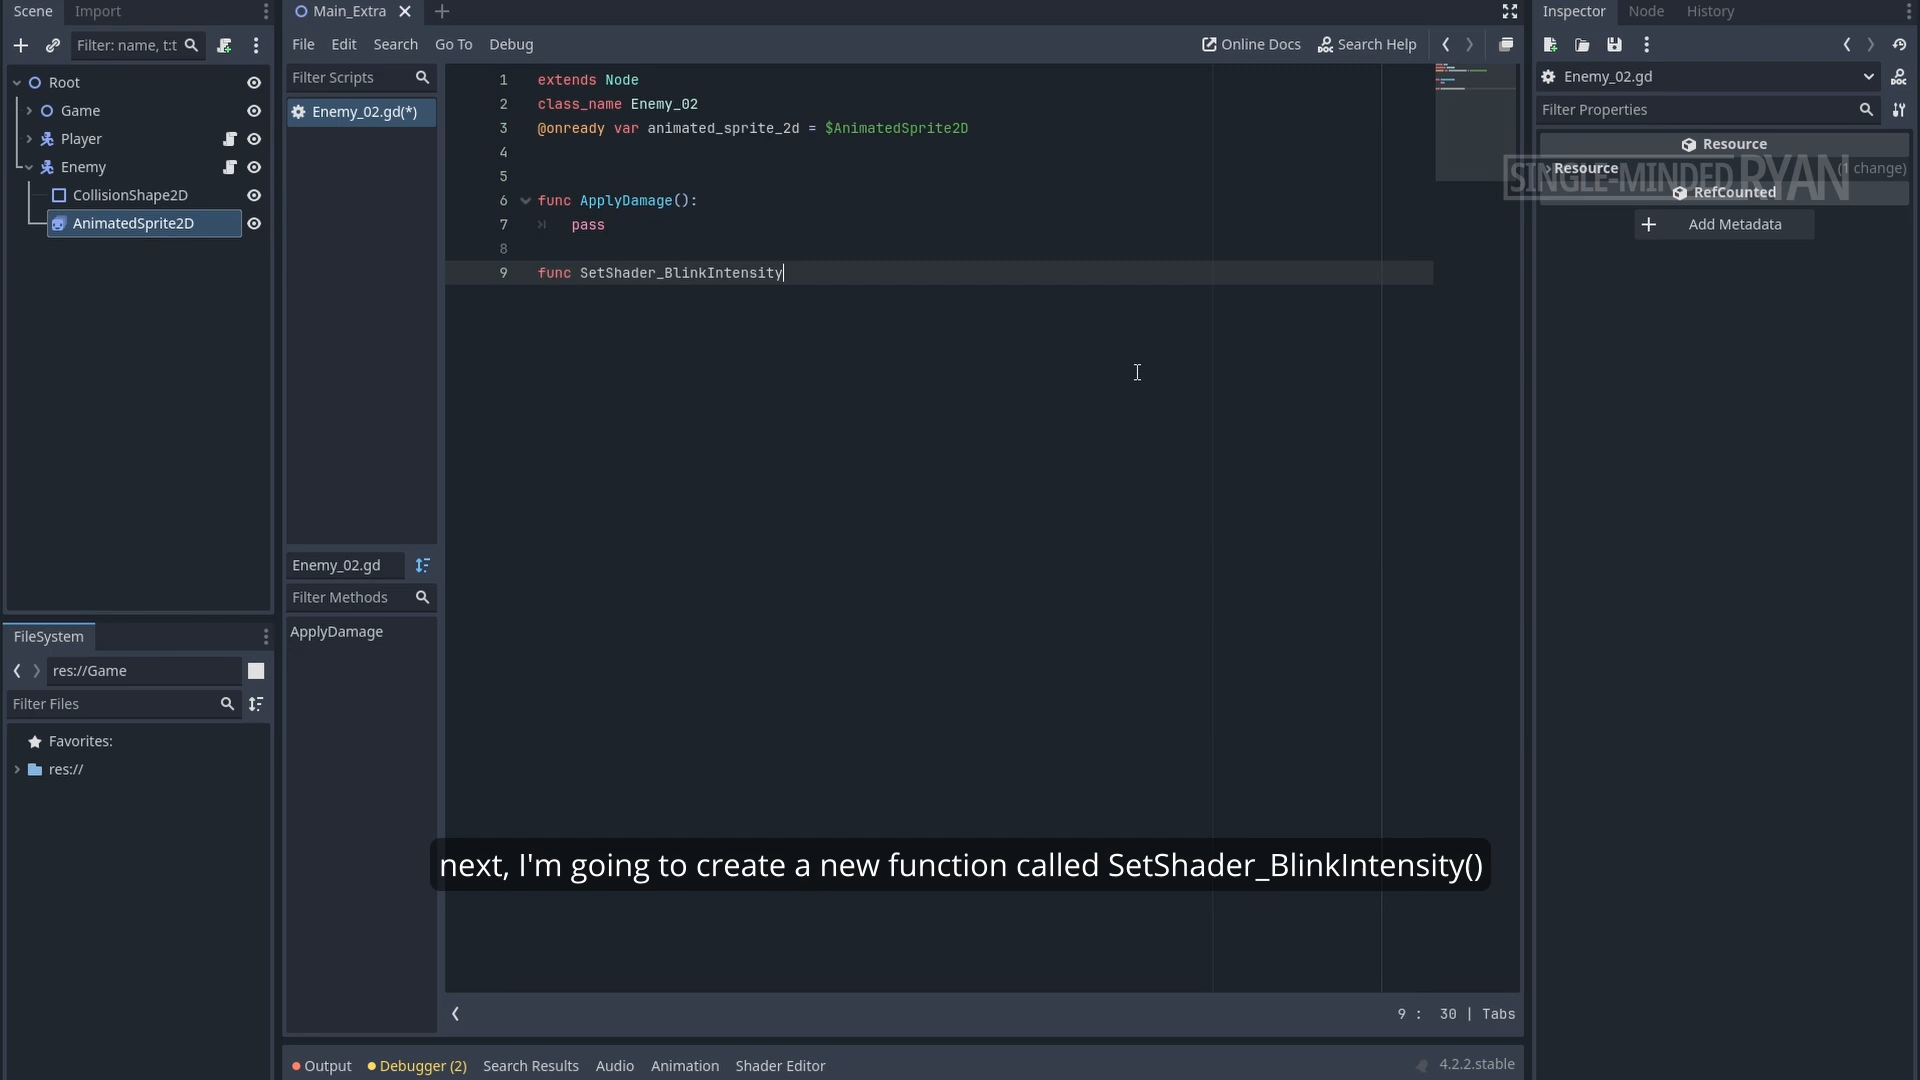 Scene Import
Filter: name, t:t
Root
Game
Player
Enemy
CollisionShape2D
AnimatedSprite2D
FileSystem
res://Game
Filter Files
Favorites:
res://
Main_Extra
File Edit Search Go To Debug
Online Docs Search Help
Filter Scripts
Enemy_02.gd(*)
Enemy_02.gd
Filter Methods
ApplyDamage
1 extends Node
2 class_name Enemy_02
3 @onready var animated_sprite_2d = $AnimatedSprite2D
4
5
6 func ApplyDamage():
7 pass
8
9 func SetShader_BlinkIntensity
next, I'm going to create a new function called SetShader_BlinkIntensity()
9 : 30 | Tabs
Output Debugger (2) Search Results Audio Animation Shader Editor
4.2.2.stable
Inspector Node History
Enemy_02.gd
Filter Properties
Resource
Resource (1 change)
SINGLE-MINDED RYAN
RefCounted
Add Metadata